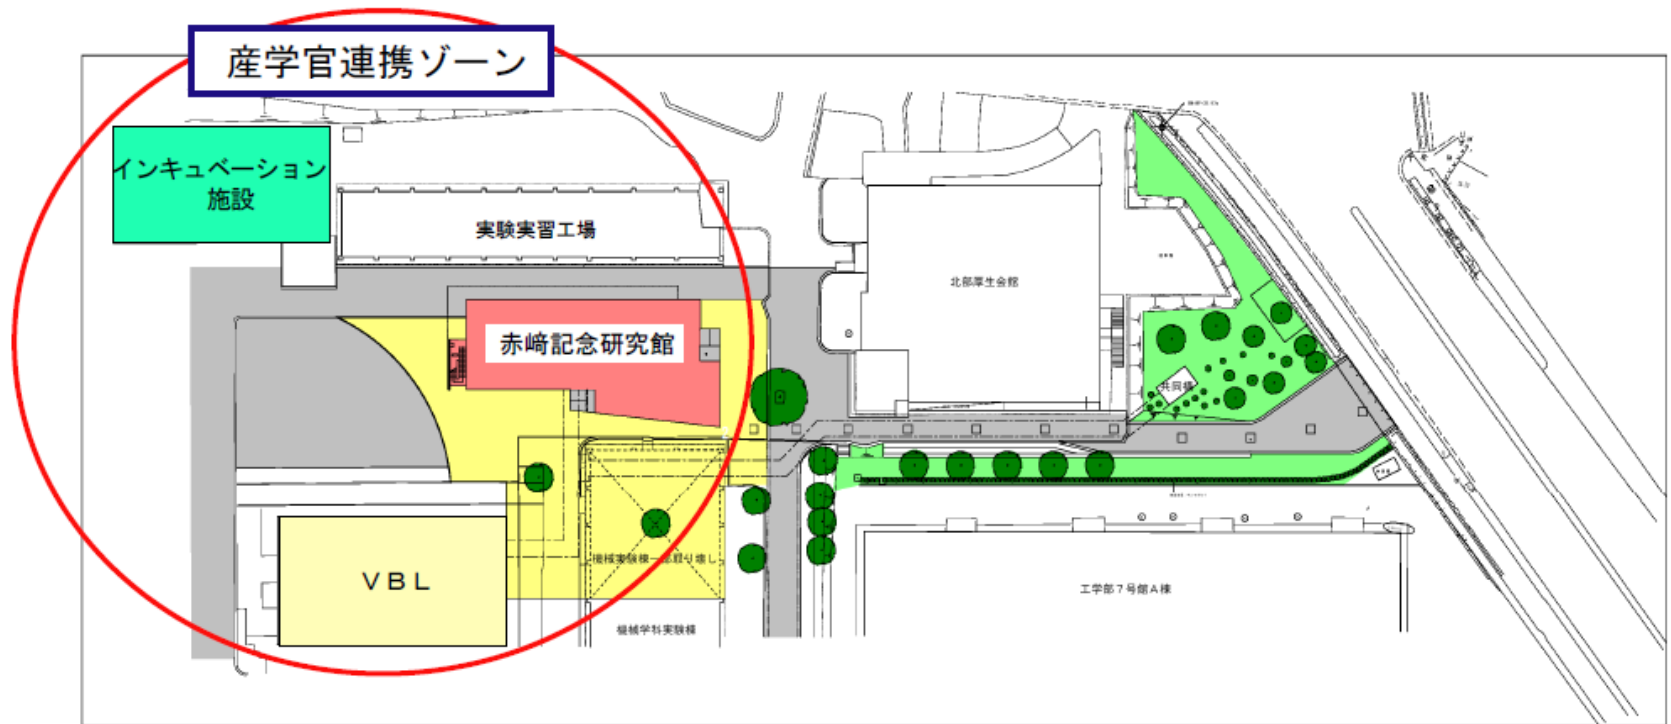 産学官連携ゾーン
インキュベーション
施設
実験実習工場
北部厚生会館
赤﨑記念研究館
共同溝
ＶＢＬ
機械実験棟一部取り壊し
機械学科実験棟
工学部７号館Ａ棟